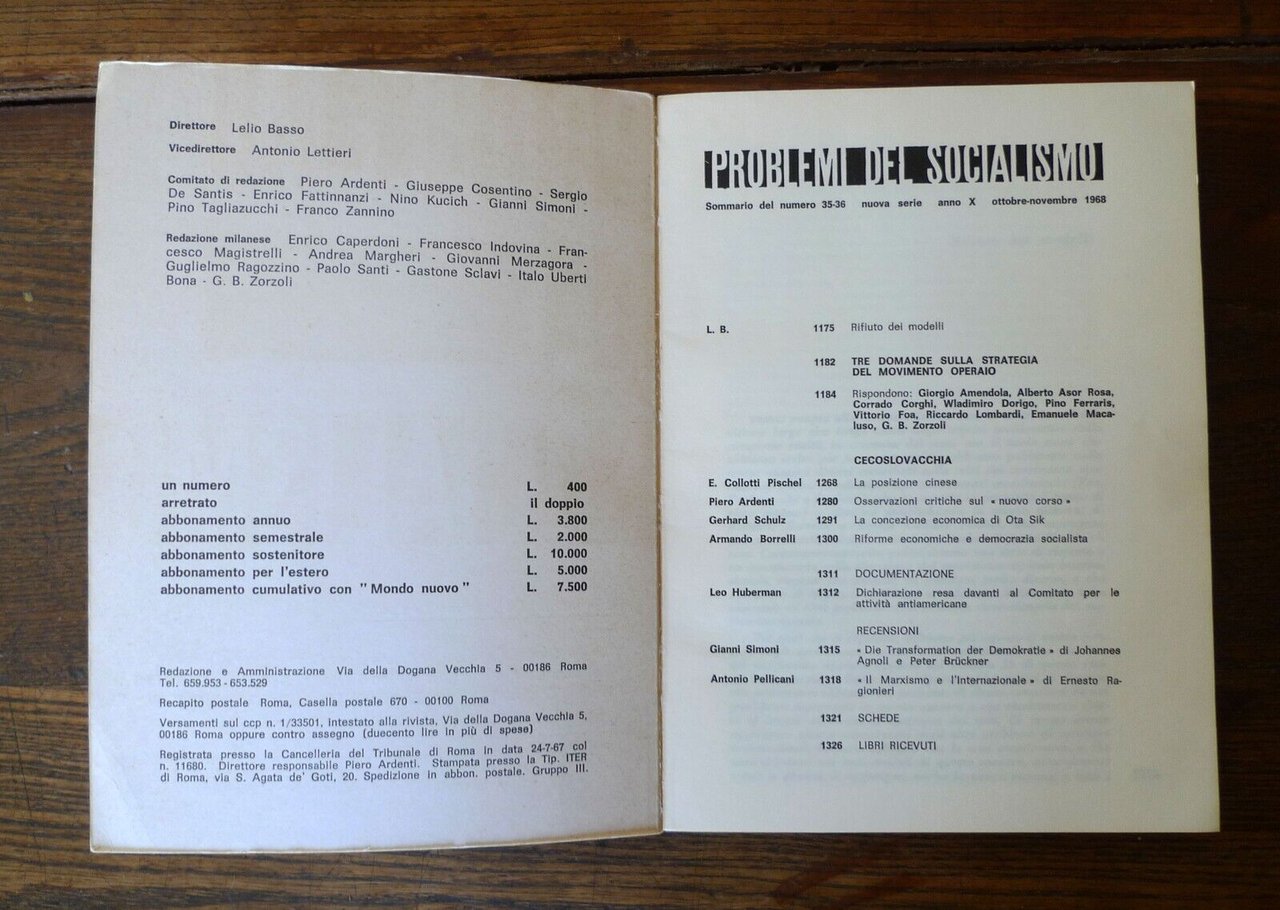 Direttore Lelio Basso
Vicedirettore Antonio Lettieri
Comitato di redazione Piero Ardenti - Giuseppe Cosentino - Sergio
De Santis - Enrico Fattinnanzi - Nino Kucich - Gianni Simoni -
Pino Tagliazucchi - Franco Zannino
Redazione milanese Enrico Caperdoni - Francesco Indovina - Fran-
cesco Magistrelli - Andrea Margheri - Giovanni Merzagora -
Guglielmo Ragozzino - Paolo Santi - Gastone Sclavi - Italo Uberti
Bona - G. B. Zorzoli
un numero L. 400
arretrato il doppio
abbonamento annuo L. 3.800
abbonamento semestrale L. 2.000
abbonamento sostenitore L. 10.000
abbonamento per l'estero L. 5.000
abbonamento cumulativo con "Mondo nuovo" L. 7.500
Redazione e Amministrazione Via della Dogana Vecchia 5 - 00186 Roma
Tel. 659.953 - 653.529
Recapito postale Roma, Casella postale 670 - 00100 Roma
Versamenti sul ccp n. 1/33501, intestato alla rivista, Via della Dogana Vecchia 5,
00186 Roma oppure contro assegno (duecento lire in più di spese)
Registrata presso la Cancelleria del Tribunale di Roma in data 24-7-67 col
n. 11680. Direttore responsabile Piero Ardenti. Stampata presso la Tip. ITER
di Roma, via S. Agata de' Goti, 20. Spedizione in abbon. postale. Gruppo III.
PROBLEMI DEL SOCIALISMO
Sommario del numero 35-36 nuova serie anno X ottobre-novembre 1968
L. B. 1175 Rifiuto dei modelli
1182 TRE DOMANDE SULLA STRATEGIA
DEL MOVIMENTO OPERAIO
1184 Rispondono: Giorgio Amendola, Alberto Asor Rosa,
Corrado Corghi, Wladimiro Dorigo, Pino Ferraris,
Vittorio Foa, Riccardo Lombardi, Emanuele Maca-
luso, G. B. Zorzoli
CECOSLOVACCHIA
E. Collotti Pischel 1268 La posizione cinese
Piero Ardenti 1280 Osservazioni critiche sul « nuovo corso »
Gerhard Schulz 1291 La concezione economica di Ota Sik
Armando Borrelli 1300 Riforme economiche e democrazia socialista
1311 DOCUMENTAZIONE
Leo Huberman 1312 Dichiarazione resa davanti al Comitato per le
attività antiamericane
RECENSIONI
Gianni Simoni 1315 « Die Transformation der Demokratie » di Johannes
Agnoli e Peter Brückner
Antonio Pellicani 1318 « Il Marxismo e l'Internazionale » di Ernesto Ra-
gionieri
1321 SCHEDE
1326 LIBRI RICEVUTI